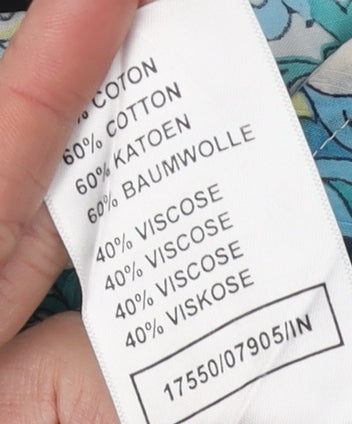 % COTON
60% COTTON
60% KATOEN
60% BAUMWOLLE
40% VISCOSE
40% VISCOSE
40% VISCOSE
40% VISKOSE
17550/07905/IN